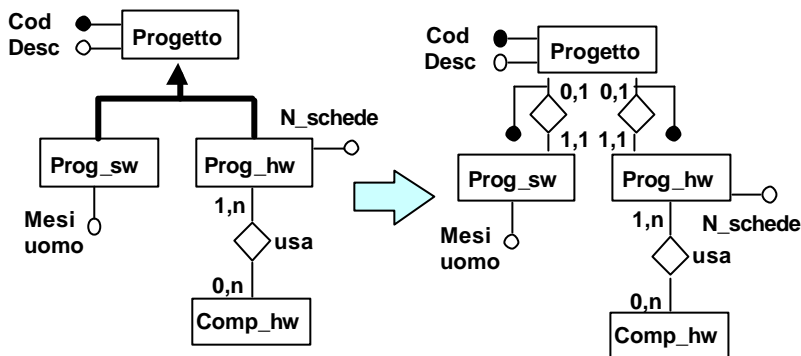 Cod
Desc
Progetto
N_schede
Prog_sw
Prog_hw
Mesi
uomo
1,n
usa
0,n
Comp_hw
Cod
Desc
Progetto
0,1
0,1
1,1
1,1
Prog_sw
Prog_hw
Mesi
uomo
1,n
N_schede
usa
0,n
Comp_hw